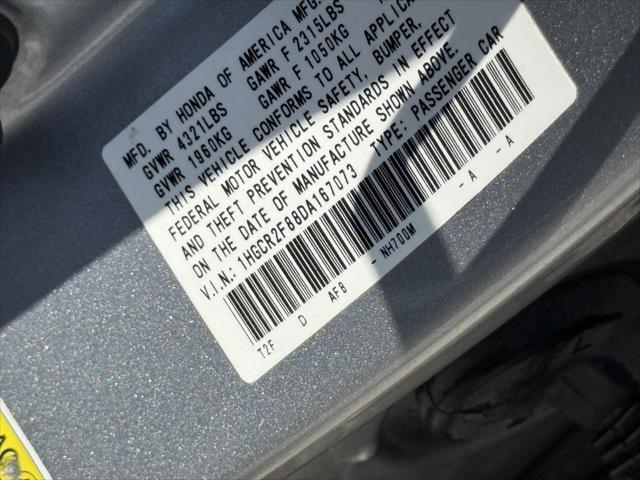 MFD. BY HONDA OF AMERICA MFG.
GVWR 4321LBS GAWR F 2315LBS
GVWR 1960KG GAWR F 1050KG
THIS VEHICLE CONFORMS TO ALL
FEDERAL MOTOR VEHICLE SAFETY, BUMPER,
AND THEFT PREVENTION STANDARDS IN EFFECT
ON THE DATE OF MANUFACTURE SHOWN ABOVE.
V.I.N.: 1HGCR2F88DA167073 TYPE: PASSENGER CAR
T2F D AF8 - NH700M - A - A